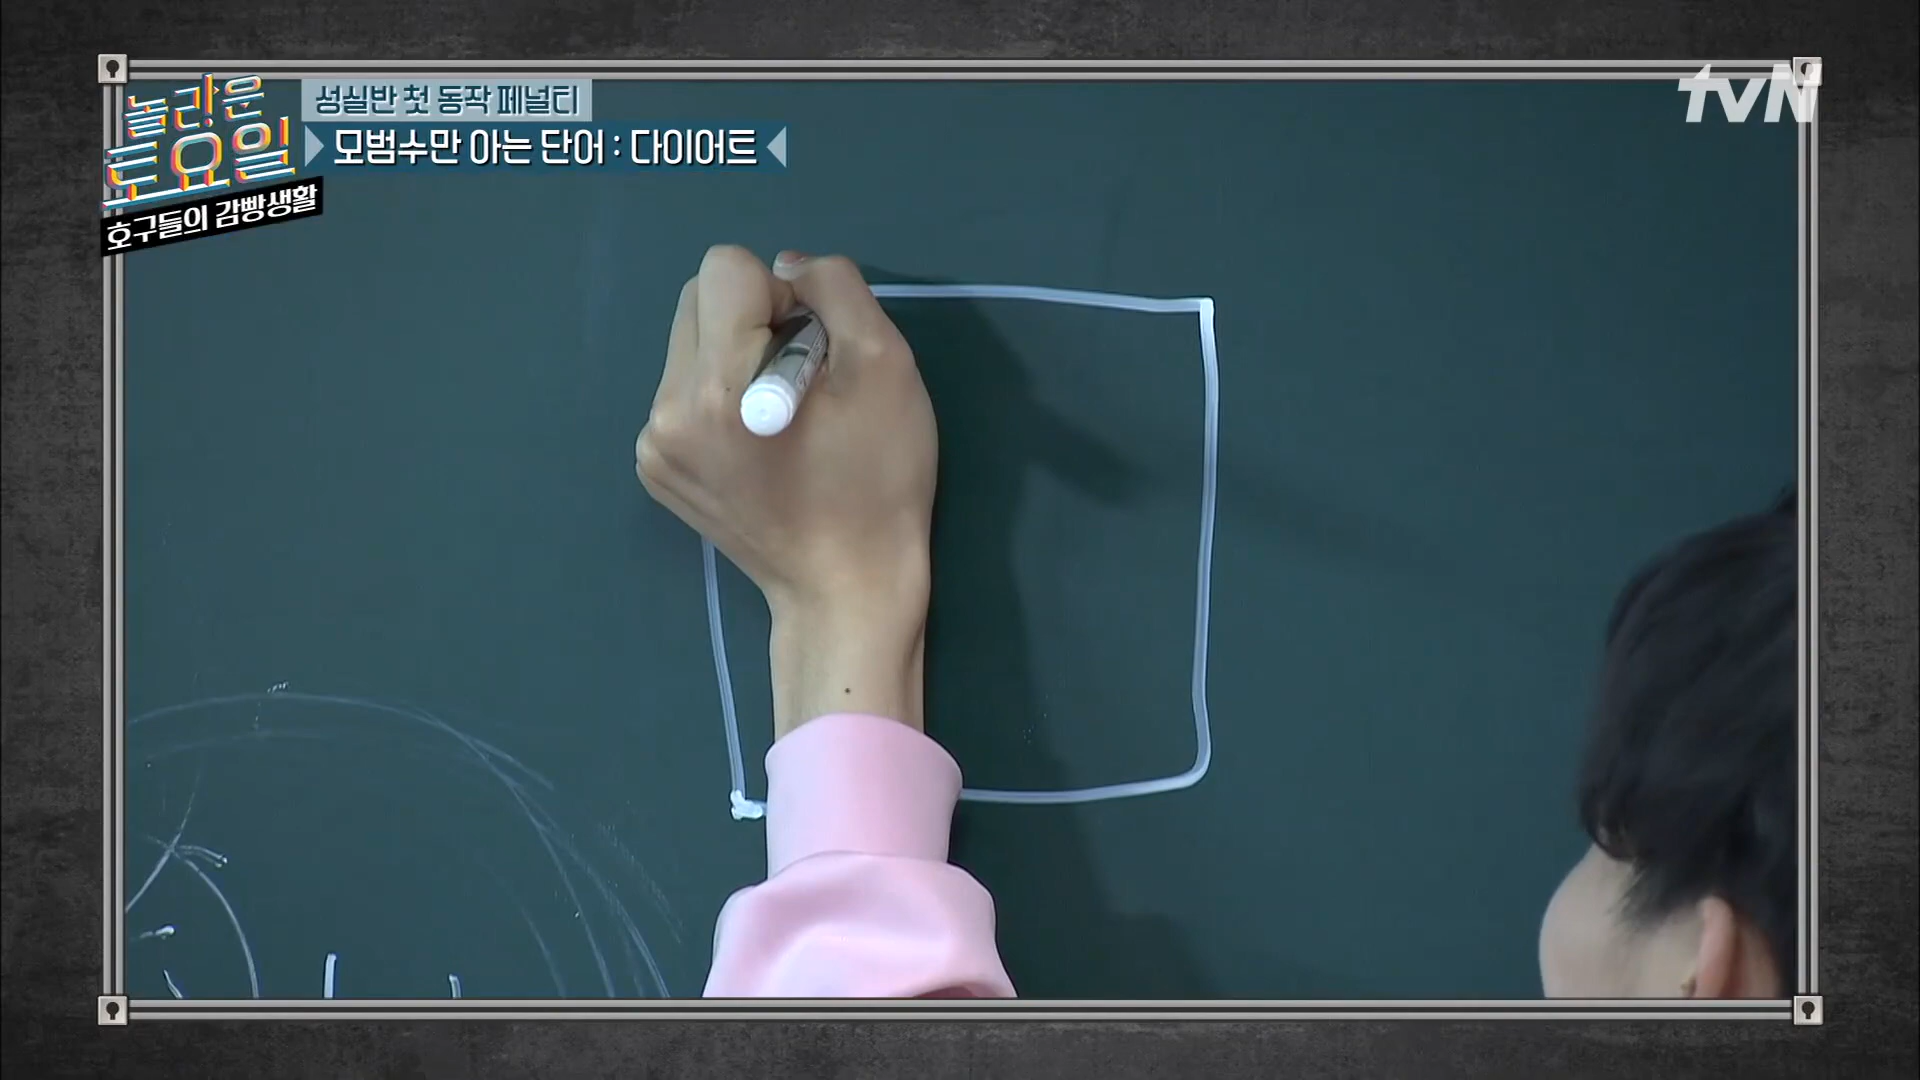 놀라운
토요일
호구들의 감빵생활
성실반 첫 동작 페널티
모범수만 아는 단어 : 다이어트
tvN